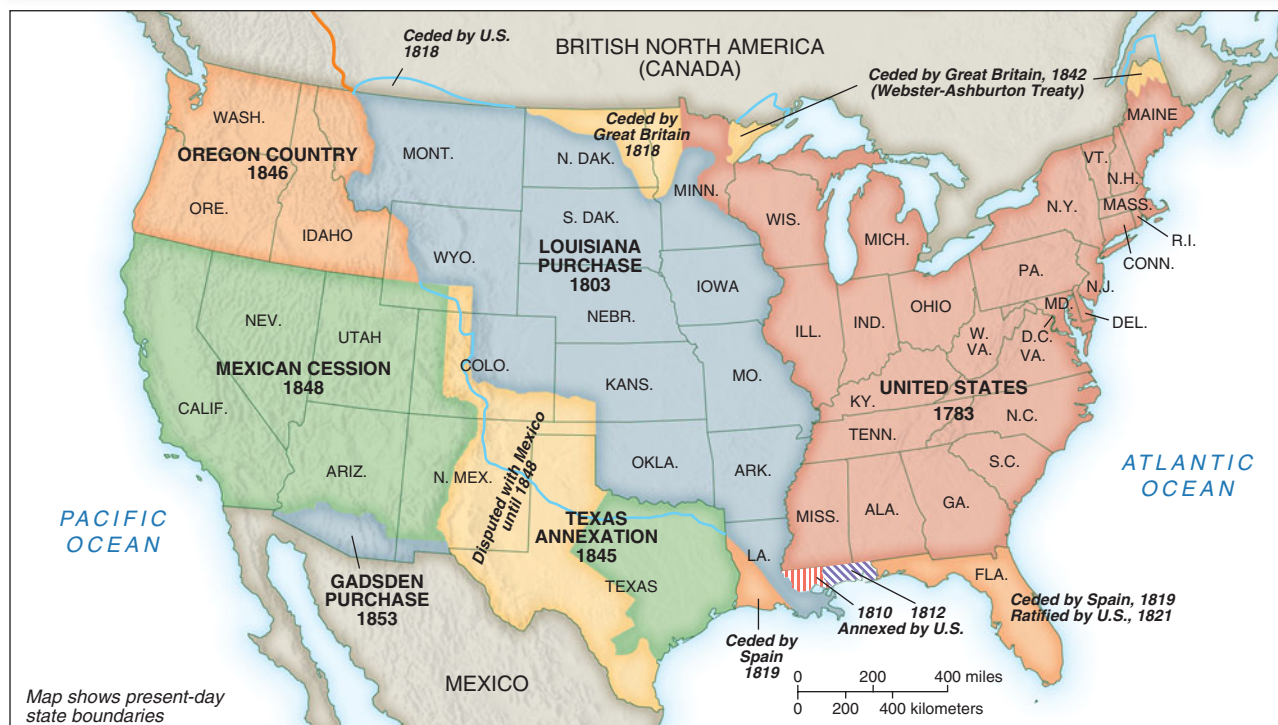 Ceded by U.S.
1818
BRITISH NORTH AMERICA
(CANADA)
Ceded by Great Britain, 1842
(Webster-Ashburton Treaty)
WASH.
OREGON COUNTRY
1846
ORE.
IDAHO
MONT.
WYO.
Ceded by
Great Britain
1818
N. DAK.
S. DAK.
MINN.
LOUISIANA
PURCHASE
1803
NEBR.
IOWA
KANS.
MO.
OKLA.
ARK.
LA.
WIS.
MICH.
ILL.
IND.
OHIO
PA.
N.Y.
VT.
N.H.
MAINE
MASS.
R.I.
CONN.
N.J.
MD.
DEL.
D.C.
W.
VA.
VA.
KY.
UNITED STATES
1783
TENN.
N.C.
S.C.
MISS.
ALA.
GA.
FLA.
NEV.
UTAH
COLO.
MEXICAN CESSION
1848
CALIF.
ARIZ.
N. MEX.
Disputed with Mexico
until 1848
TEXAS
ANNEXATION
1845
TEXAS
GADSDEN
PURCHASE
1853
Ceded by
Spain
1819
1810
1812
Annexed by U.S.
Ceded by Spain, 1819
Ratified by U.S., 1821
PACIFIC
OCEAN
ATLANTIC
OCEAN
MEXICO
0 200 400 miles
0 200 400 kilometers
Map shows present-day
state boundaries